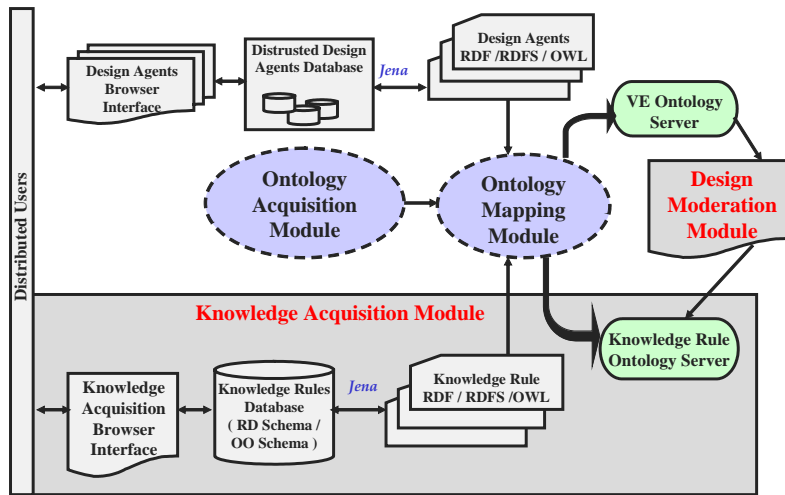 Distributed Users
Design Agents
Browser
Interface
Distrusted Design
Agents Database
Jena
Design Agents
RDF /RDFS / OWL
VE Ontology
Server
Ontology
Acquisition
Module
Ontology
Mapping
Module
Design
Moderation
Module
Knowledge Acquisition Module
Knowledge Rule
Ontology Server
Knowledge
Acquisition
Browser
Interface
Knowledge Rules
Database
( RD Schema /
OO Schema )
Jena
Knowledge Rule
RDF / RDFS /OWL